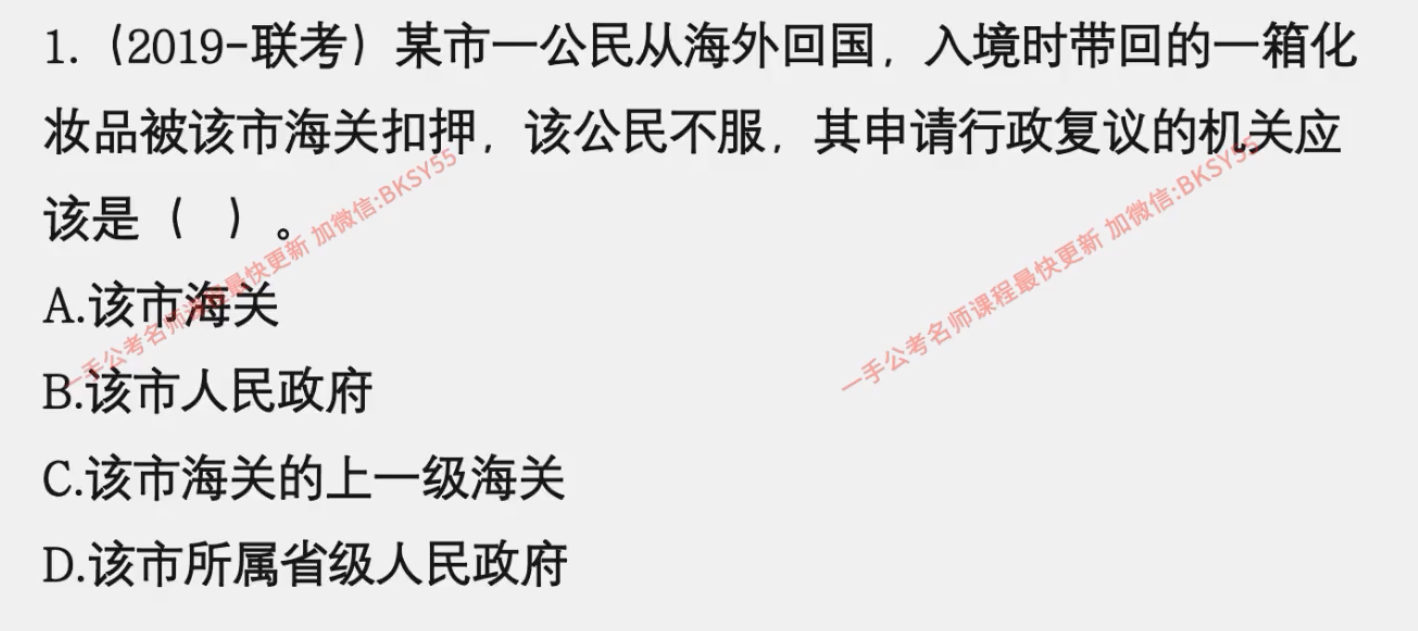 1.（2019-联考）某市一公民从海外回国，入境时带回的一箱化
妆品被该市海关扣押，该公民不服，其申请行政复议的机关应
该是（  ）。
A.该市海关
B.该市人民政府
C.该市海关的上一级海关
D.该市所属省级人民政府
一手公考名师课程最快更新 加微信:BKSY55
一手公考名师课程最快更新 加微信:BKSY55